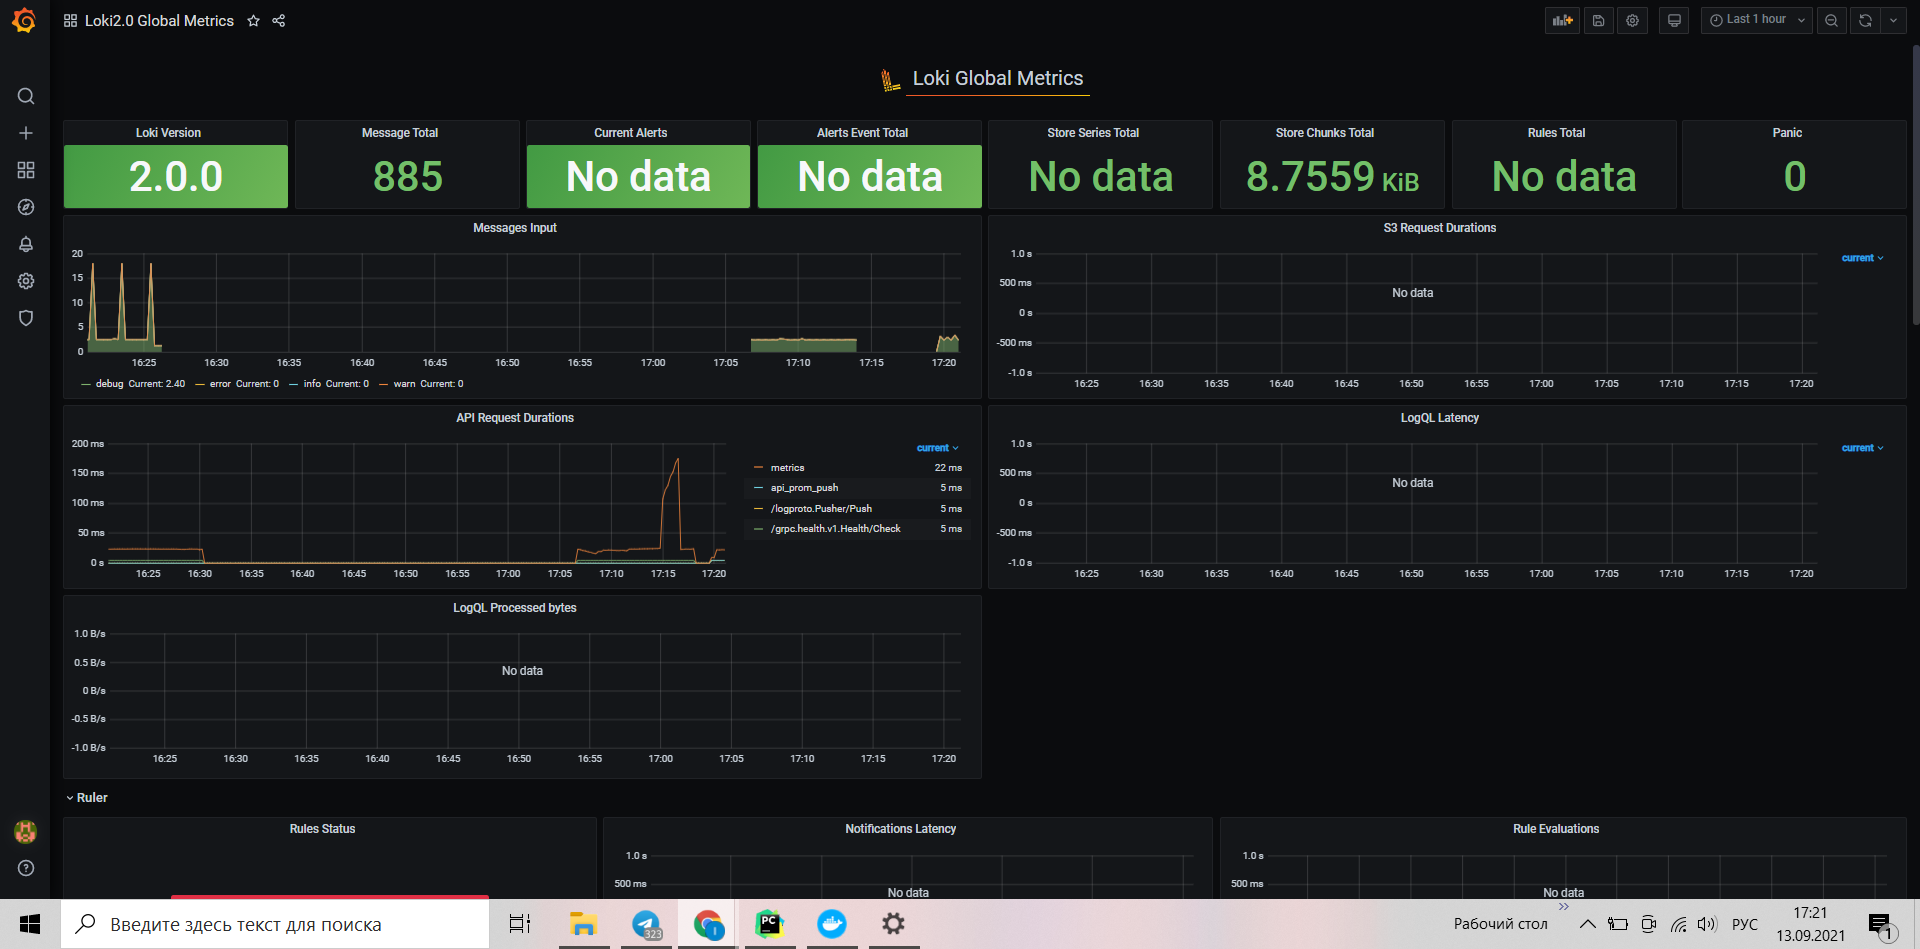 Loki2.0 Global Metrics
Last 1 hour
Loki Global Metrics
Loki Version
2.0.0
Message Total
885
Current Alerts
No data
Alerts Event Total
No data
Store Series Total
No data
Store Chunks Total
8.7559 KiB
Rules Total
No data
Panic
0
Messages Input
20
15
10
5
0
16:25 16:30 16:35 16:40 16:45 16:50 16:55 17:00 17:05 17:10 17:15 17:20
debug Current: 2.40 error Current: 0 info Current: 0 warn Current: 0
S3 Request Durations
current
1.0 s
500 ms
0 s
-500 ms
-1.0 s
No data
16:25 16:30 16:35 16:40 16:45 16:50 16:55 17:00 17:05 17:10 17:15 17:20
API Request Durations
200 ms
150 ms
100 ms
50 ms
0 s
16:25 16:30 16:35 16:40 16:45 16:50 16:55 17:00 17:05 17:10 17:15 17:20
current
metrics 22 ms
api_prom_push 5 ms
/logproto.Pusher/Push 5 ms
/grpc.health.v1.Health/Check 5 ms
LogQL Latency
current
1.0 s
500 ms
0 s
-500 ms
-1.0 s
No data
16:25 16:30 16:35 16:40 16:45 16:50 16:55 17:00 17:05 17:10 17:15 17:20
LogQL Processed bytes
1.0 B/s
0.5 B/s
0 B/s
-0.5 B/s
-1.0 B/s
No data
16:25 16:30 16:35 16:40 16:45 16:50 16:55 17:00 17:05 17:10 17:15 17:20
Ruler
Rules Status
Notifications Latency
1.0 s
500 ms
No data
Rule Evaluations
1.0 s
500 ms
No data
Введите здесь текст для поиска
323
PC
Рабочий стол
РУС
17:21
13.09.2021
1